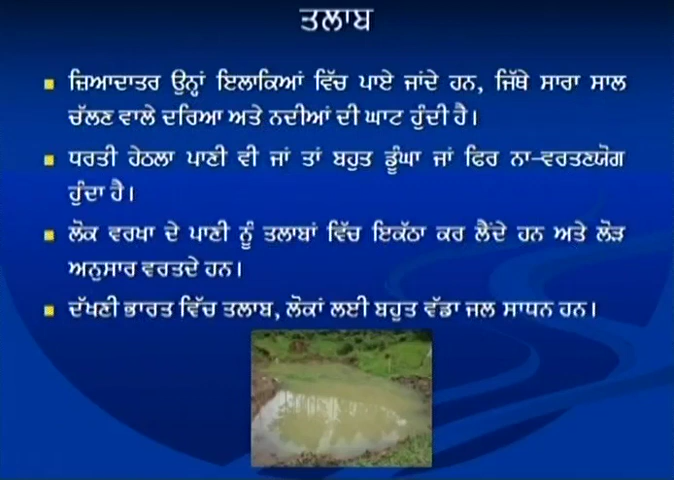 ਤਲਾਬ
ਜ਼ਿਆਦਾਤਰ ਉਨ੍ਹਾਂ ਇਲਾਕਿਆਂ ਵਿੱਚ ਪਾਏ ਜਾਂਦੇ ਹਨ, ਜਿੱਥੇ ਸਾਰਾ ਸਾਲ
ਚੱਲਣ ਵਾਲੇ ਦਰਿਆ ਅਤੇ ਨਦੀਆਂ ਦੀ ਘਾਟ ਹੁੰਦੀ ਹੈ।
ਧਰਤੀ ਹੇਠਲਾ ਪਾਣੀ ਵੀ ਜਾਂ ਤਾਂ ਬਹੁਤ ਡੂੰਘਾ ਜਾਂ ਫਿਰ ਨਾ-ਵਰਤਣਯੋਗ
ਹੁੰਦਾ ਹੈ।
ਲੋਕ ਵਰਖਾ ਦੇ ਪਾਣੀ ਨੂੰ ਤਲਾਬਾਂ ਵਿੱਚ ਇਕੱਠਾ ਕਰ ਲੈਂਦੇ ਹਨ ਅਤੇ ਲੋੜ
ਅਨੁਸਾਰ ਵਰਤਦੇ ਹਨ।
ਦੱਖਣੀ ਭਾਰਤ ਵਿੱਚ ਤਲਾਬ, ਲੋਕਾਂ ਲਈ ਬਹੁਤ ਵੱਡਾ ਜਲ ਸਾਧਨ ਹਨ।